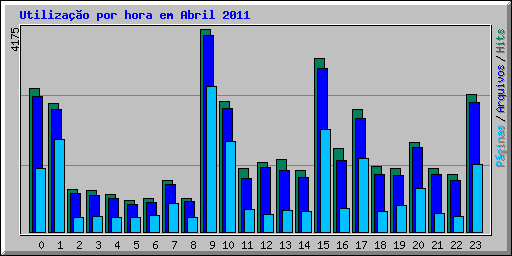 Utilização por hora em Abril 2011
4175
Páginas / Arquivos / Hits
0 1 2 3 4 5 6 7 8 9 10 11 12 13 14 15 16 17 18 19 20 21 22 23